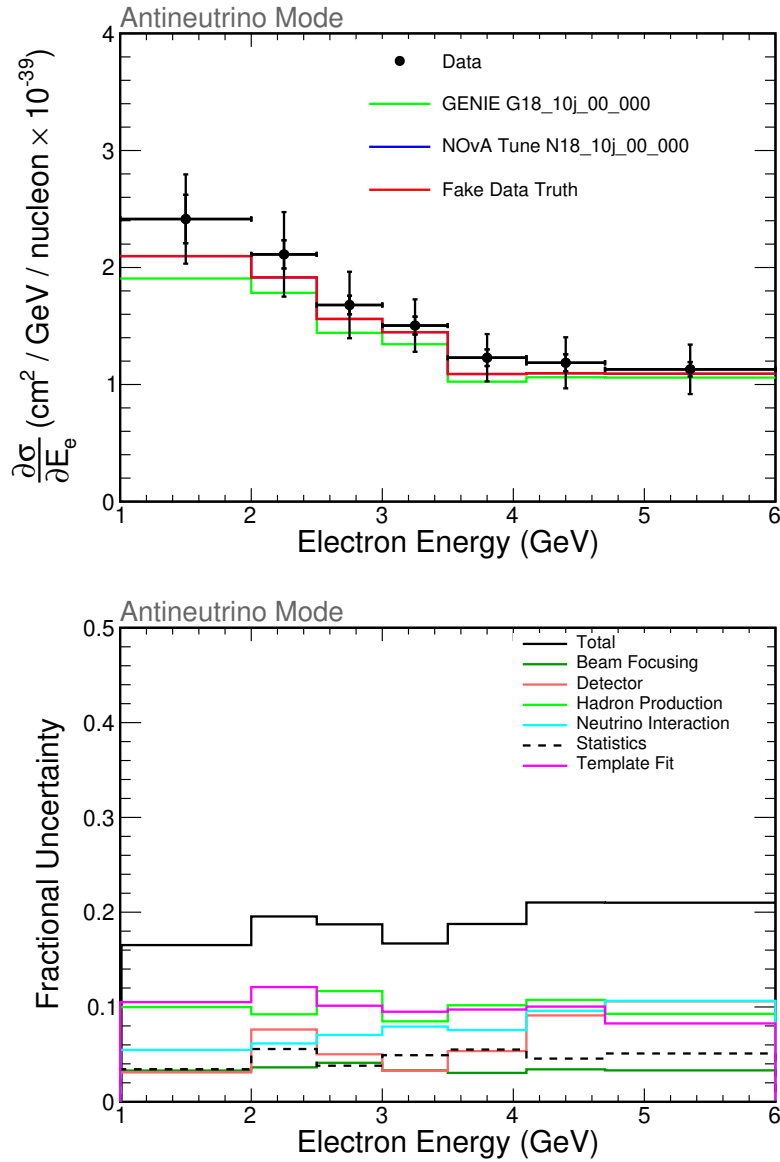 Antineutrino Mode
4
3
2
1
0
∂σ/∂E_e (cm² / GeV / nucleon × 10⁻³⁹)
Data
GENIE G18_10j_00_000
NOvA Tune N18_10j_00_000
Fake Data Truth
1 2 3 4 5 6
Electron Energy (GeV)
Antineutrino Mode
0.5
0.4
0.3
0.2
0.1
0
Fractional Uncertainty
Total
Beam Focusing
Detector
Hadron Production
Neutrino Interaction
Statistics
Template Fit
1 2 3 4 5 6
Electron Energy (GeV)